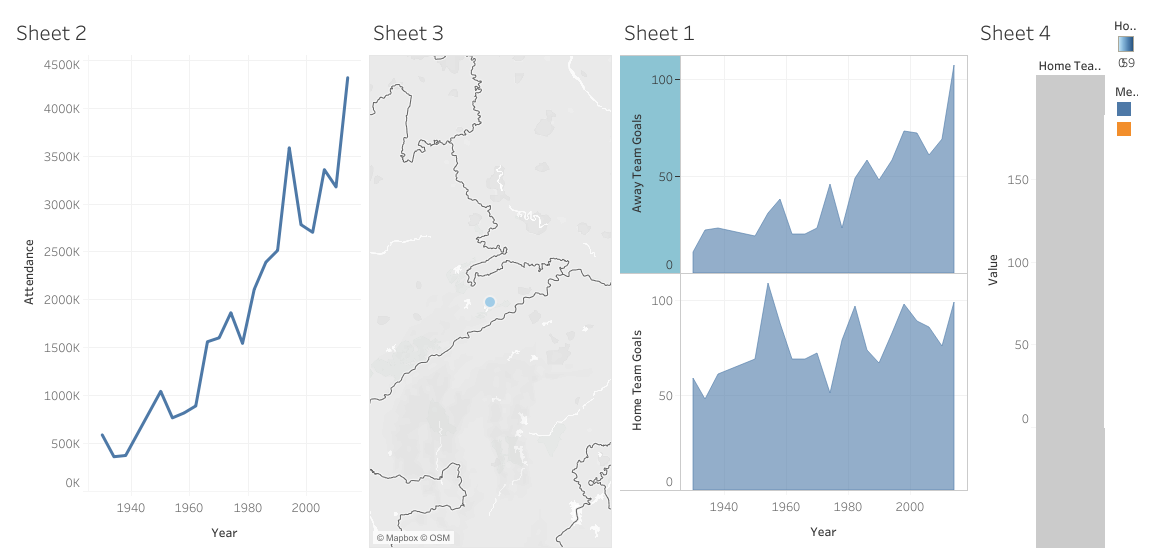 Sheet 2
4500K
4000K
3500K
3000K
2500K
2000K
1500K
1000K
500K
0K
Attendance
1940
1960
1980
2000
Year
Sheet 3
© Mapbox © OSM
Sheet 1
Away Team Goals
100
50
0
Home Team Goals
100
50
0
1940
1960
1980
2000
Year
Sheet 4
Home Tea..
Value
150
100
50
0
Ho..
Me..